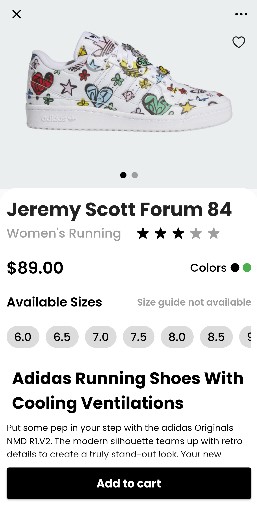 Jeremy Scott Forum 84
Women's Running
$89.00
Colors
Available Sizes
Size guide not available
6.0 6.5 7.0 7.5 8.0 8.5
Adidas Running Shoes With
Cooling Ventilations
Put some pep in your step with the adidas Originals
NMD R1.V2. The modern silhouette teams up with retro
details to create a truly stand-out look. Your new
Add to cart